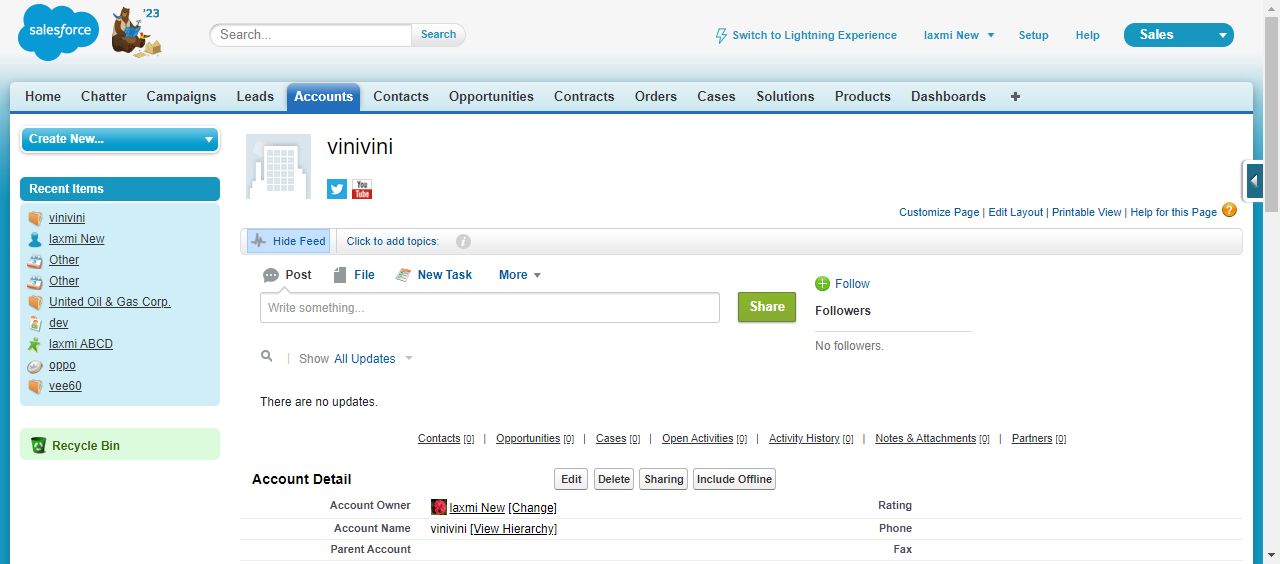 salesforce
'23
Search...
Search
Switch to Lightning Experience
laxmi New
Setup
Help
Sales
Home Chatter Campaigns Leads Accounts Contacts Opportunities Contracts Orders Cases Solutions Products Dashboards +
Create New...
Recent Items
vinivini
laxmi New
Other
Other
United Oil & Gas Corp.
dev
laxmi ABCD
oppo
vee60
Recycle Bin
vinivini
You Tube
Customize Page | Edit Layout | Printable View | Help for this Page ?
Hide Feed
Click to add topics: i
Post File New Task More
Write something...
Share
Follow
Followers
No followers.
Show All Updates
There are no updates.
Contacts [0] | Opportunities [0] | Cases [0] | Open Activities [0] | Activity History [0] | Notes & Attachments [0] | Partners [0]
Account Detail
Edit Delete Sharing Include Offline
Account Owner laxmi New [Change] Rating
Account Name vinivini [View Hierarchy] Phone
Parent Account Fax